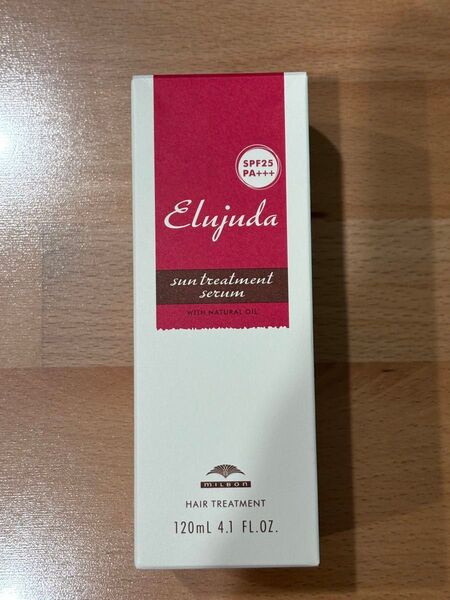 SPF25
PA+++
Elujuda
sun treatment
serum
WITH NATURAL OIL
milbon
HAIR TREATMENT
120mL 4.1 FL.OZ.